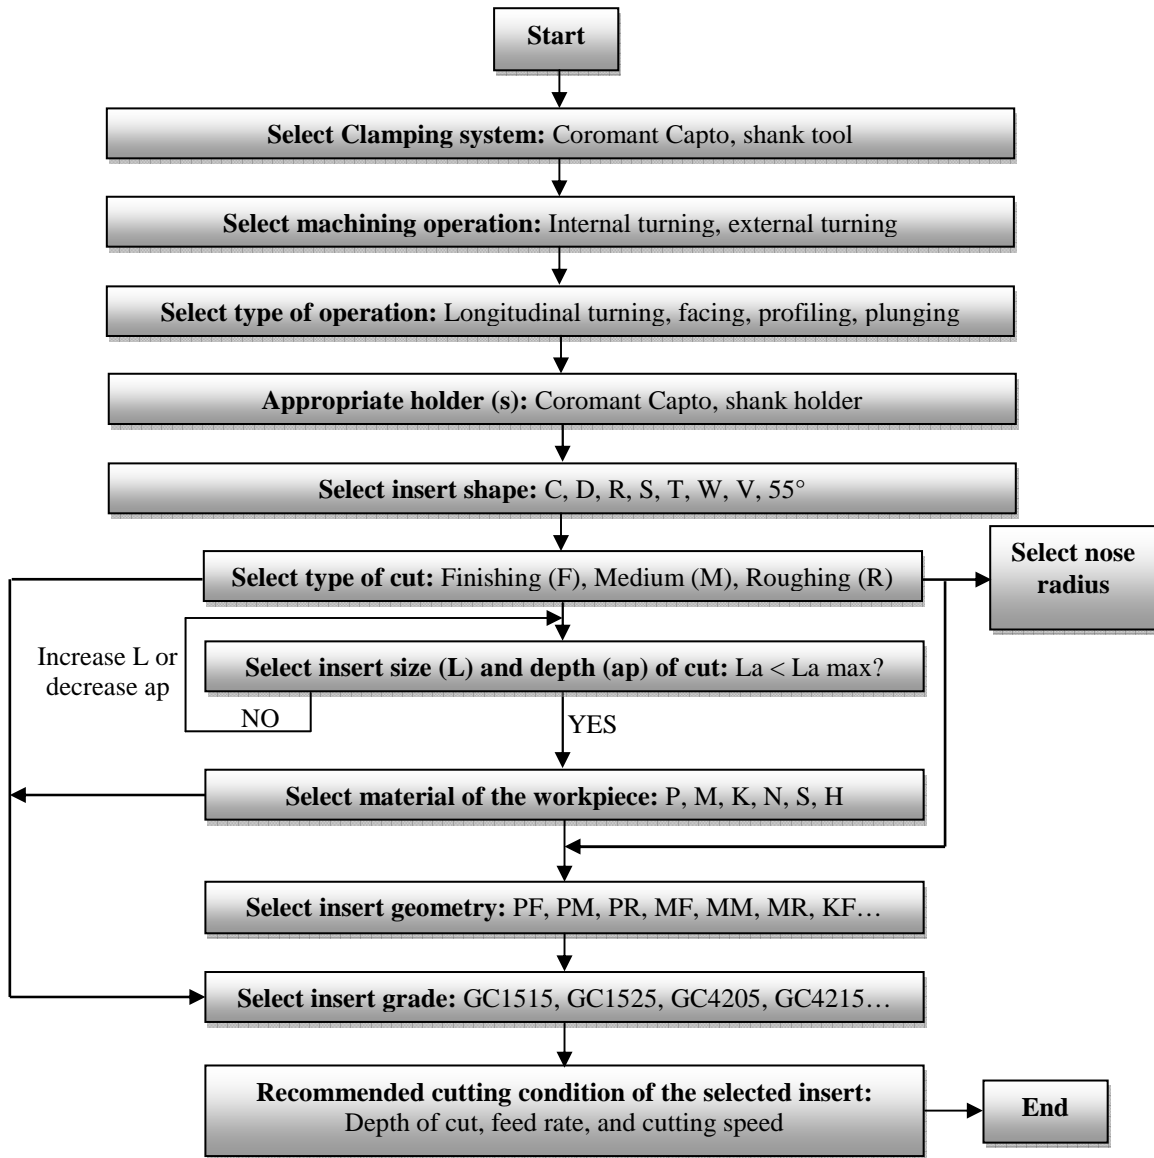 Start
Select Clamping system: Coromant Capto, shank tool
Select machining operation: Internal turning, external turning
Select type of operation: Longitudinal turning, facing, profiling, plunging
Appropriate holder (s): Coromant Capto, shank holder
Select insert shape: C, D, R, S, T, W, V, 55°
Select type of cut: Finishing (F), Medium (M), Roughing (R)
Select nose
radius
Increase L or
decrease ap
Select insert size (L) and depth (ap) of cut: La < La max?
NO
YES
Select material of the workpiece: P, M, K, N, S, H
Select insert geometry: PF, PM, PR, MF, MM, MR, KF…
Select insert grade: GC1515, GC1525, GC4205, GC4215…
Recommended cutting condition of the selected insert:
Depth of cut, feed rate, and cutting speed
End